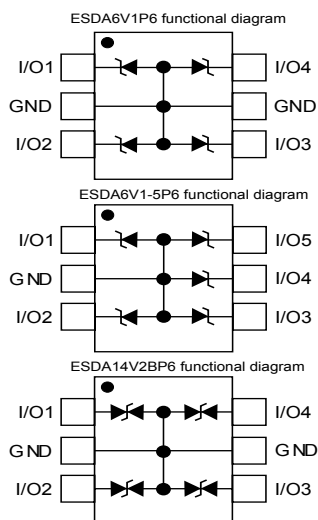 ESDA6V1P6 functional diagram
I/O1 I/O4
GND GND
I/O2 I/O3
ESDA6V1-5P6 functional diagram
I/O1 I/O5
GND I/O4
I/O2 I/O3
ESDA14V2BP6 functional diagram
I/O1 I/O4
GND GND
I/O2 I/O3